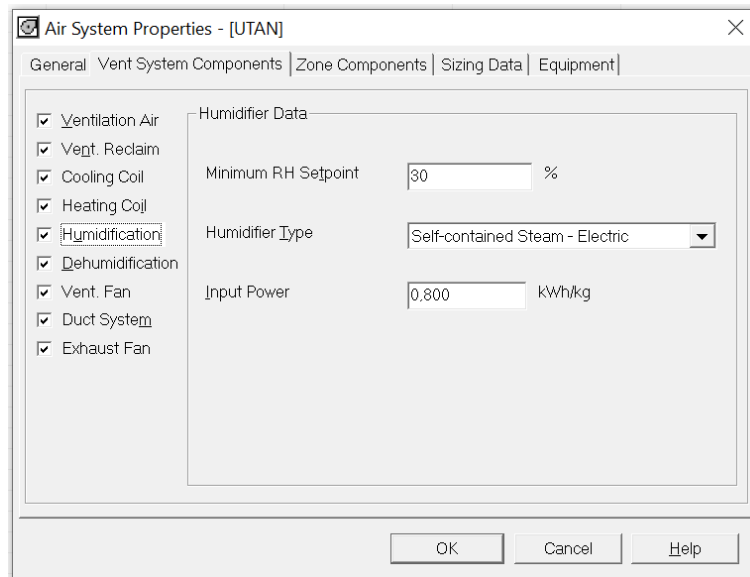 Air System Properties - [UTAN]
General Vent System Components Zone Components Sizing Data Equipment
Ventilation Air
Vent. Reclaim
Cooling Coil
Heating Coil
Humidification
Dehumidification
Vent. Fan
Duct System
Exhaust Fan
Humidifier Data
Minimum RH Setpoint 30 %
Humidifier Type Self-contained Steam - Electric
Input Power 0,800 kWh/kg
OK Cancel Help